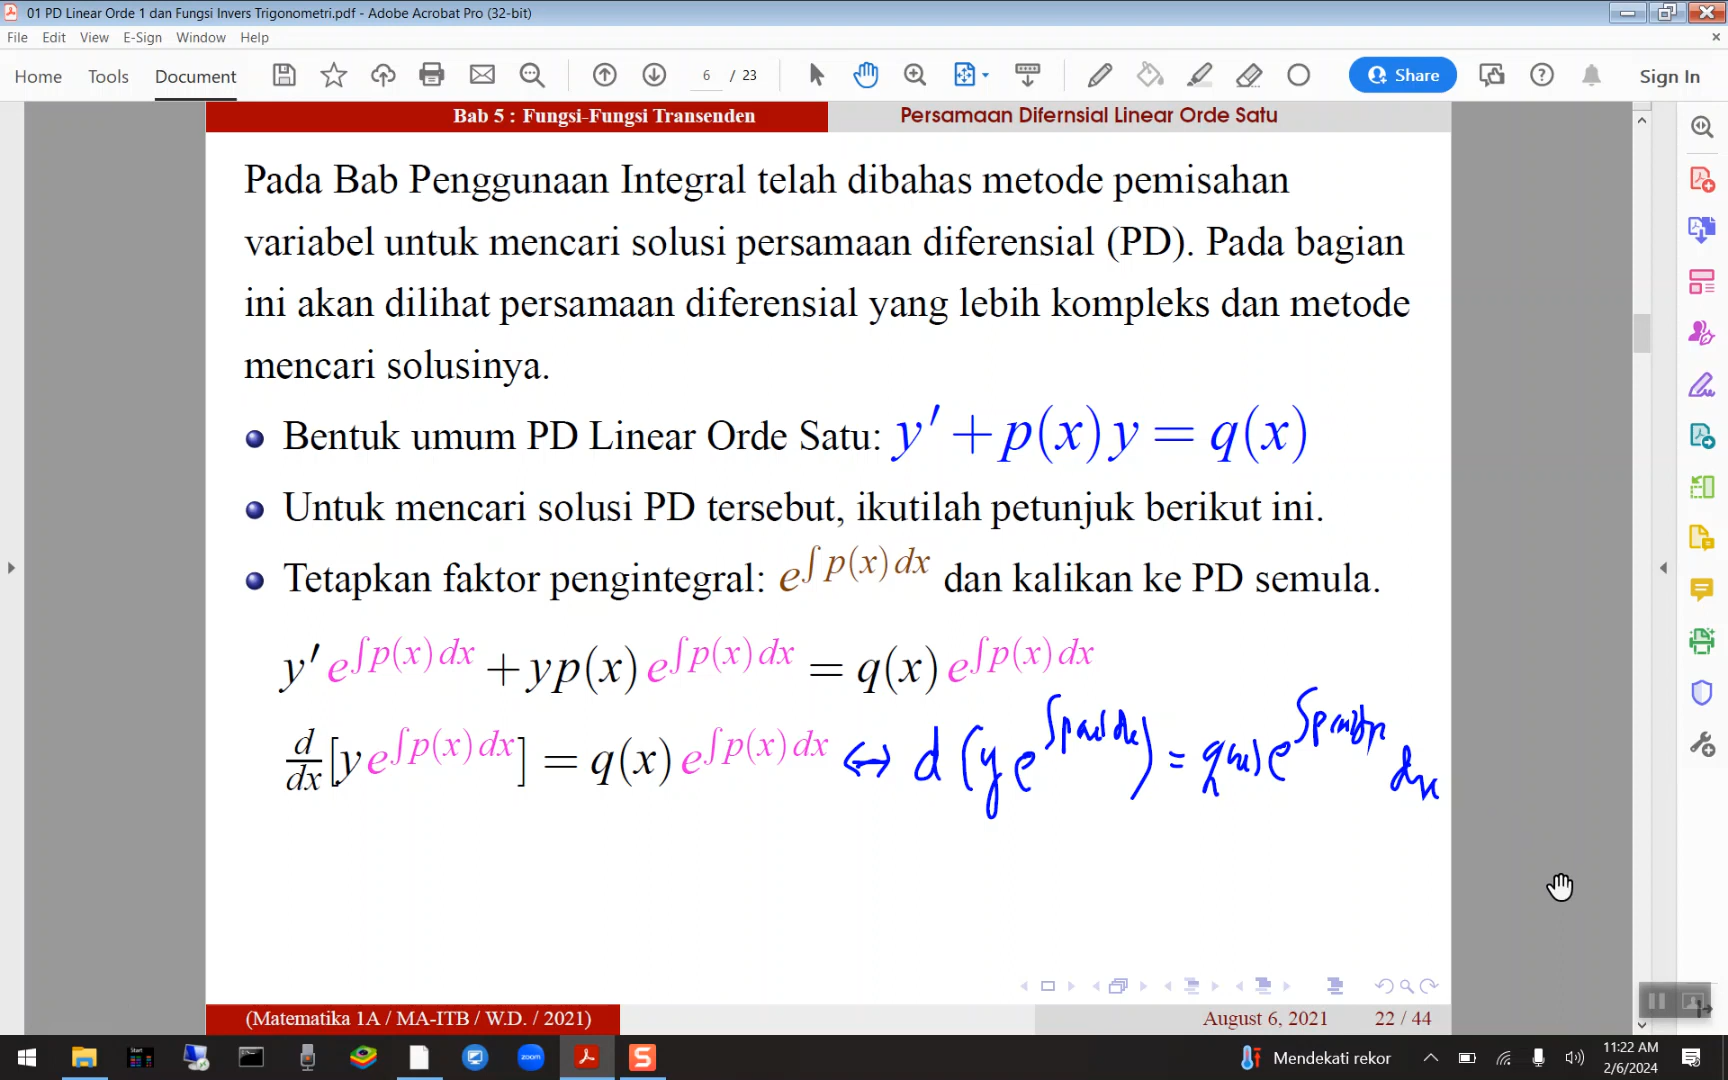 01 PD Linear Orde 1 dan Fungsi Invers Trigonometri.pdf - Adobe Acrobat Pro (32-bit)
File Edit View E-Sign Window Help
Home Tools Document 6 / 23 Share Sign In
Bab 5 : Fungsi-Fungsi Transenden Persamaan Difernsial Linear Orde Satu
Pada Bab Penggunaan Integral telah dibahas metode pemisahan
variabel untuk mencari solusi persamaan diferensial (PD). Pada bagian
ini akan dilihat persamaan diferensial yang lebih kompleks dan metode
mencari solusinya.
Bentuk umum PD Linear Orde Satu: y′ + p(x) y = q(x)
Untuk mencari solusi PD tersebut, ikutilah petunjuk berikut ini.
Tetapkan faktor pengintegral: e^{∫ p(x) dx} dan kalikan ke PD semula.
y′ e^{∫ p(x) dx} + yp(x) e^{∫ p(x) dx} = q(x) e^{∫ p(x) dx}
d/dx [y e^{∫ p(x) dx}] = q(x) e^{∫ p(x) dx} ↔ d (y e^{∫ p(x) dx}) = q(x) e^{∫ p(x) dx} dx
(Matematika 1A / MA-ITB / W.D. / 2021) August 6, 2021 22 / 44
Start zoom Mendekati rekor 11:22 AM
2/6/2024